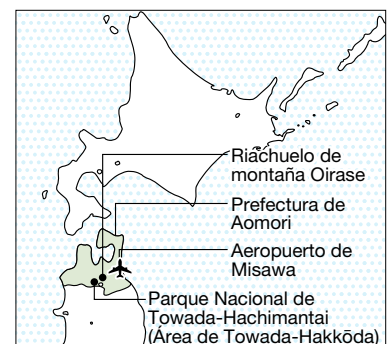 Riachuelo de
montaña Oirase
Prefectura de
Aomori
Aeropuerto de
Misawa
Parque Nacional de
Towada-Hachimantai
(Área de Towada-Hakkōda)